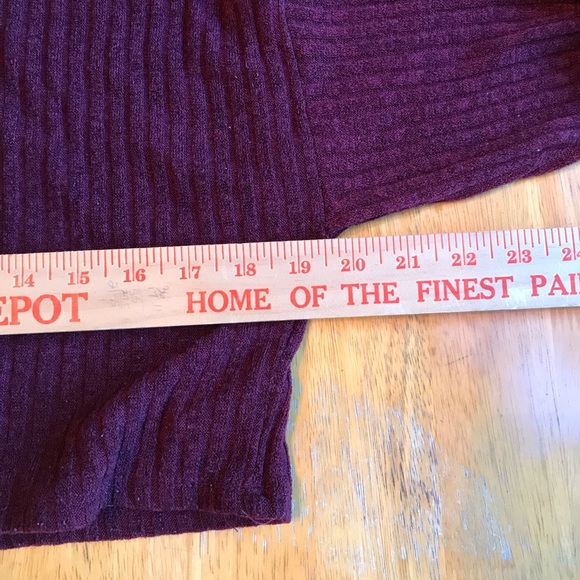 14 15 16 17 18 19 20 21 22 23 24
EPOT HOME OF THE FINEST PAI